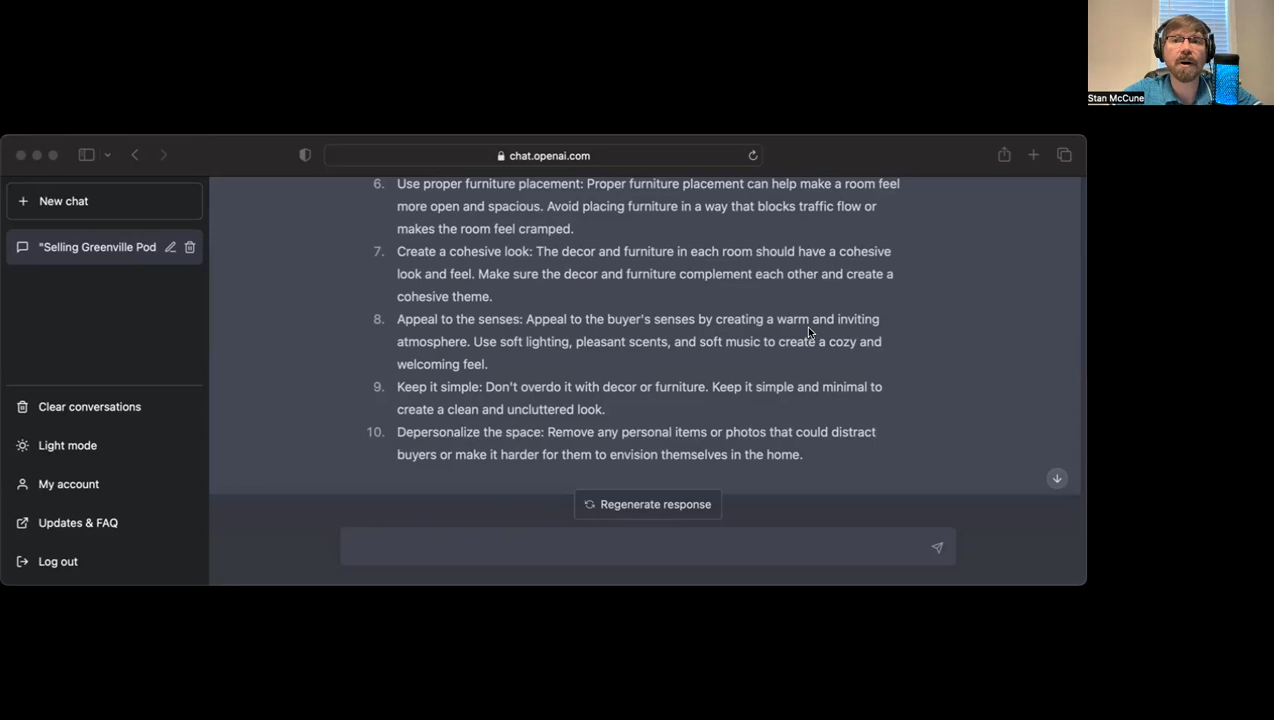 Stan McCune
chat.openai.com
New chat
"Selling Greenville Pod
Clear conversations
Light mode
My account
Updates & FAQ
Log out
6. Use proper furniture placement: Proper furniture placement can help make a room feel
more open and spacious. Avoid placing furniture in a way that blocks traffic flow or
makes the room feel cramped.
7. Create a cohesive look: The decor and furniture in each room should have a cohesive
look and feel. Make sure the decor and furniture complement each other and create a
cohesive theme.
8. Appeal to the senses: Appeal to the buyer's senses by creating a warm and inviting
atmosphere. Use soft lighting, pleasant scents, and soft music to create a cozy and
welcoming feel.
9. Keep it simple: Don't overdo it with decor or furniture. Keep it simple and minimal to
create a clean and uncluttered look.
10. Depersonalize the space: Remove any personal items or photos that could distract
buyers or make it harder for them to envision themselves in the home.
Regenerate response